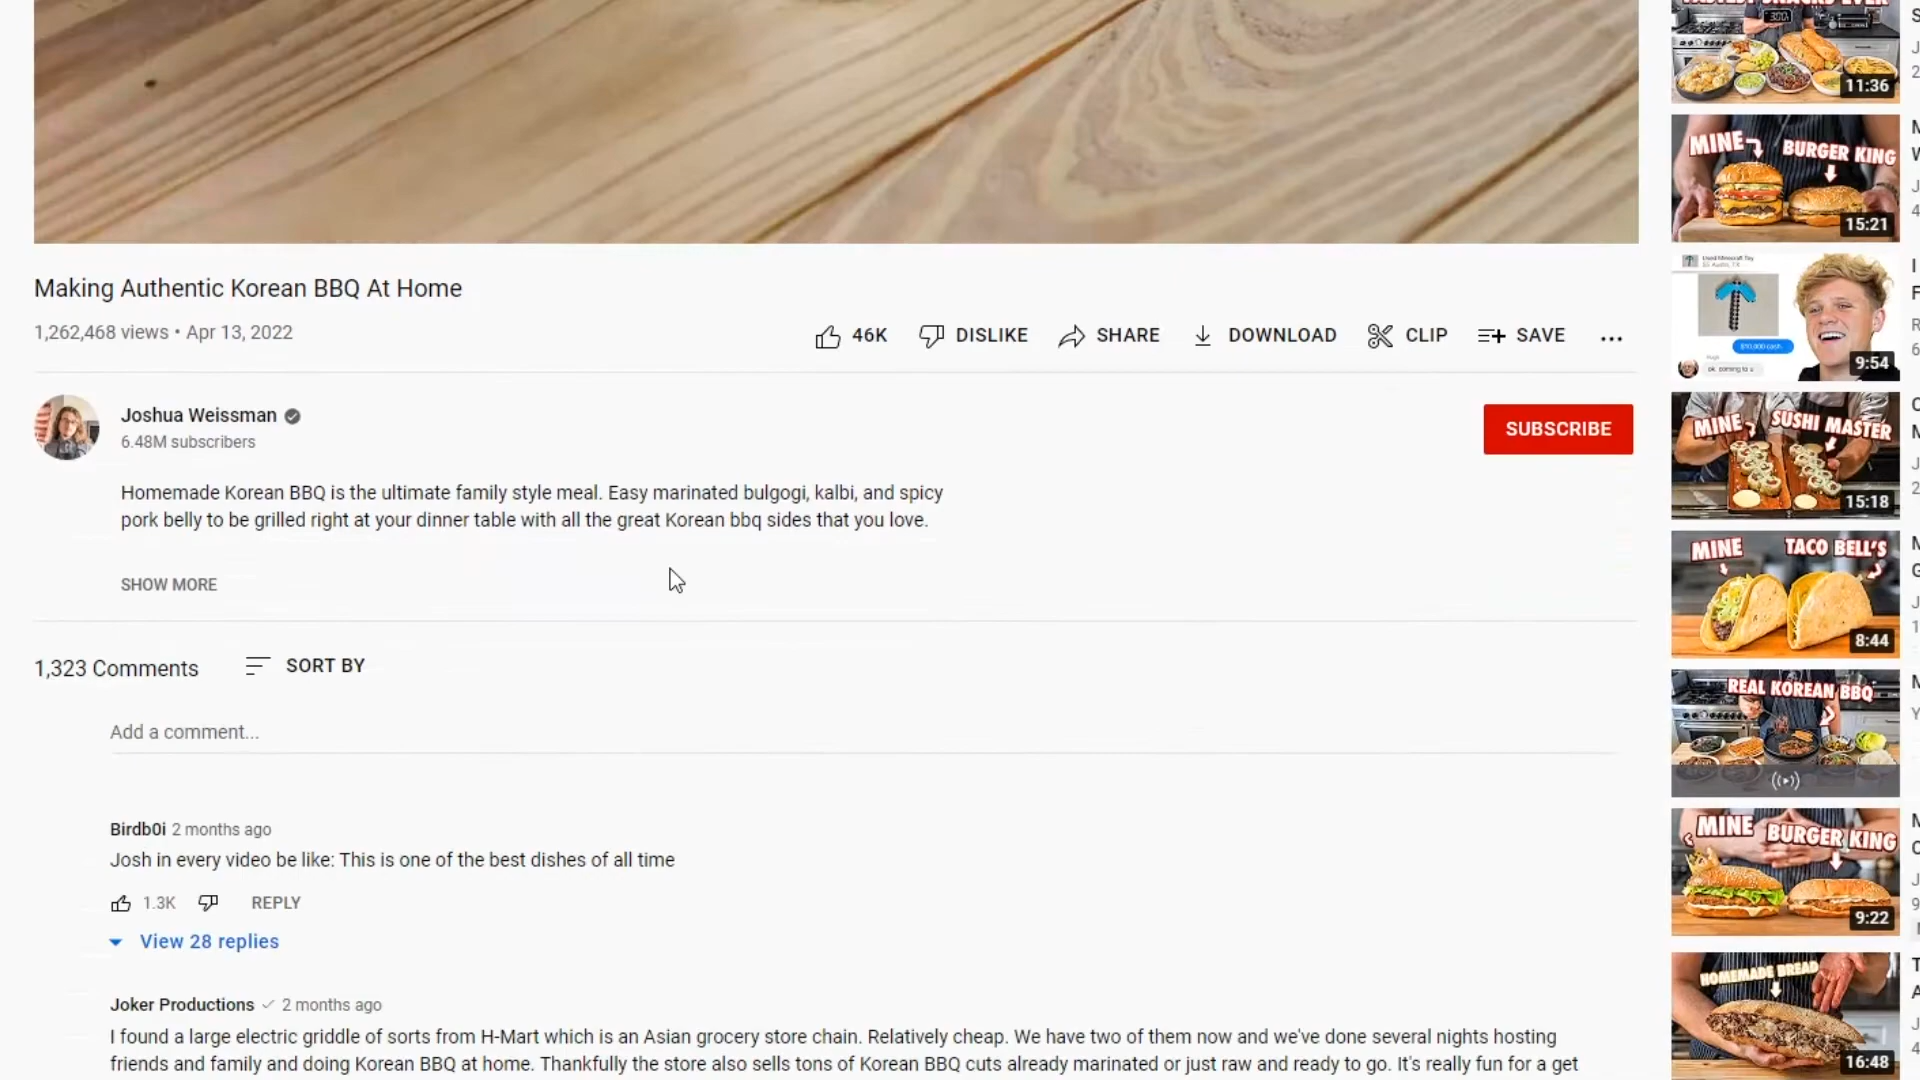 Making Authentic Korean BBQ At Home
1,262,468 views • Apr 13, 2022
46K DISLIKE SHARE DOWNLOAD CLIP SAVE ...
Joshua Weissman
6.48M subscribers
SUBSCRIBE
Homemade Korean BBQ is the ultimate family style meal. Easy marinated bulgogi, kalbi, and spicy
pork belly to be grilled right at your dinner table with all the great Korean bbq sides that you love.
SHOW MORE
1,323 Comments SORT BY
Add a comment...
Birdb0i 2 months ago
Josh in every video be like: This is one of the best dishes of all time
1.3K REPLY
View 28 replies
Joker Productions 2 months ago
I found a large electric griddle of sorts from H-Mart which is an Asian grocery store chain. Relatively cheap. We have two of them now and we've done several nights hosting
friends and family and doing Korean BBQ at home. Thankfully the store also sells tons of Korean BBQ cuts already marinated or just raw and ready to go. It's really fun for a get
11:36
MINE BURGER KING
15:21
Used Minecraft Toy
$10,000 cash
ok coming to u
9:54
MINE SUSHI MASTER
15:18
MINE TACO BELL'S
8:44
REAL KOREAN BBQ
MINE BURGER KING
9:22
HOMEMADE BREAD
16:48